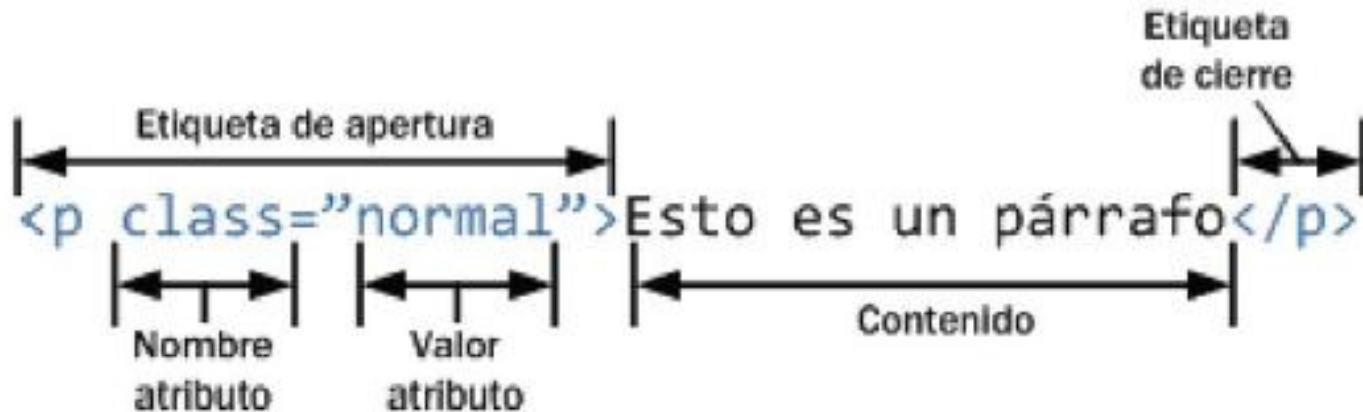 Etiqueta
de cierre
Etiqueta de apertura
<p class=”normal”>Esto es un párrafo</p>
Nombre
atributo
Valor
atributo
Contenido